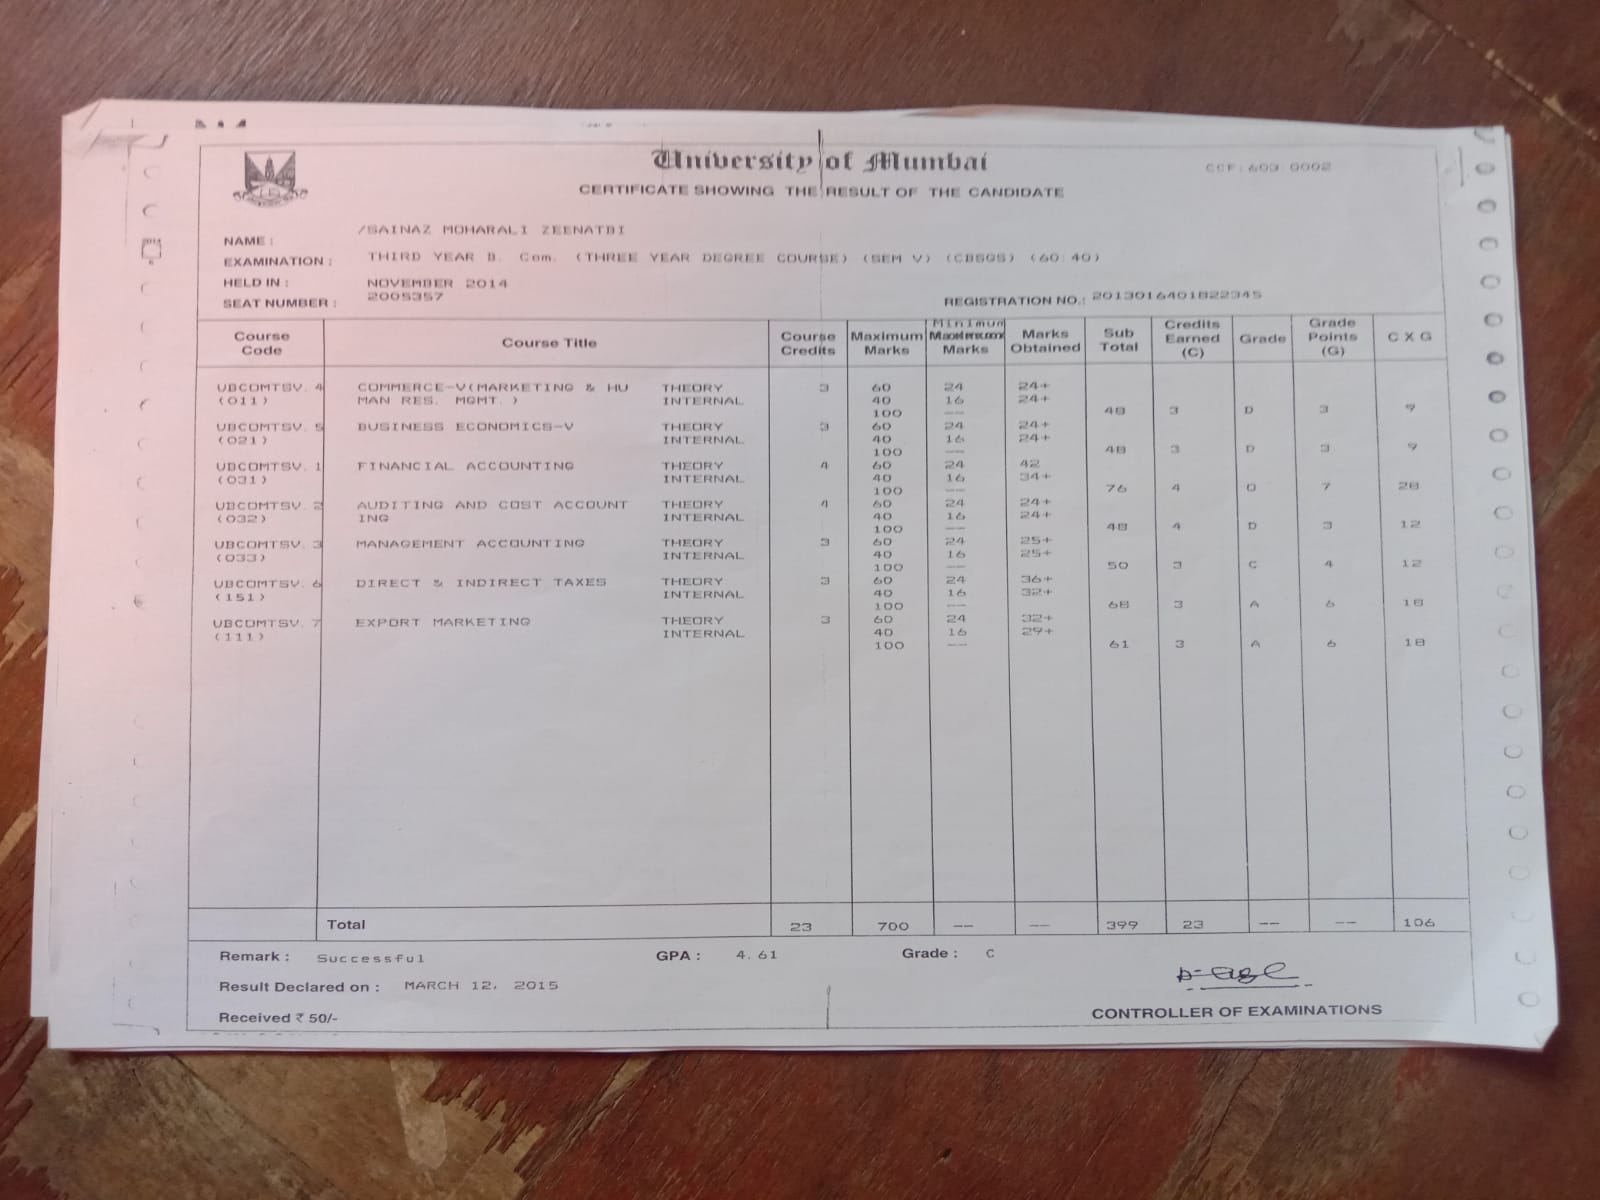 University of Mumbai
CCF:603:0002
CERTIFICATE SHOWING THE RESULT OF THE CANDIDATE
NAME : /SAINAZ MOHARALI ZEENATBI
EXAMINATION : THIRD YEAR B. Com. (THREE YEAR DEGREE COURSE) (SEM V) (CBSGS) (60:40)
HELD IN : NOVEMBER 2014
SEAT NUMBER : 2005357 REGISTRATION NO.: 2013016401822345
Course Code Course Title Course Credits Maximum Marks Minimum Marks Marks Obtained Sub Total Credits Earned (C) Grade Grade Points (G) C X G
UBCOMTSV. 4 COMMERCE-V(MARKETING & HU THEORY 3 60 24 24+
(011) MAN RES. MGMT.) INTERNAL 40 16 24+
100 -- 48 3 D 3 9
UBCOMTSV. 5 BUSINESS ECONOMICS-V THEORY 3 60 24 24+
(021) INTERNAL 40 16 24+
100 -- 48 3 D 3 9
UBCOMTSV. 1 FINANCIAL ACCOUNTING THEORY 4 60 24 42
(031) INTERNAL 40 16 34+
100 -- 76 4 O 7 28
UBCOMTSV. 2 AUDITING AND COST ACCOUNT THEORY 4 60 24 24+
(032) ING INTERNAL 40 16 24+
100 -- 48 4 D 3 12
UBCOMTSV. 3 MANAGEMENT ACCOUNTING THEORY 3 60 24 25+
(033) INTERNAL 40 16 25+
100 -- 50 3 C 4 12
UBCOMTSV. 6 DIRECT & INDIRECT TAXES THEORY 3 60 24 36+
(151) INTERNAL 40 16 32+
100 -- 68 3 A 6 18
UBCOMTSV. 7 EXPORT MARKETING THEORY 3 60 24 32+
(111) INTERNAL 40 16 29+
100 -- 61 3 A 6 18
Total 23 700 -- -- 399 23 -- -- 106
Remark : Successful GPA : 4.61 Grade : C
Result Declared on : MARCH 12, 2015
Received ₹ 50/- CONTROLLER OF EXAMINATIONS